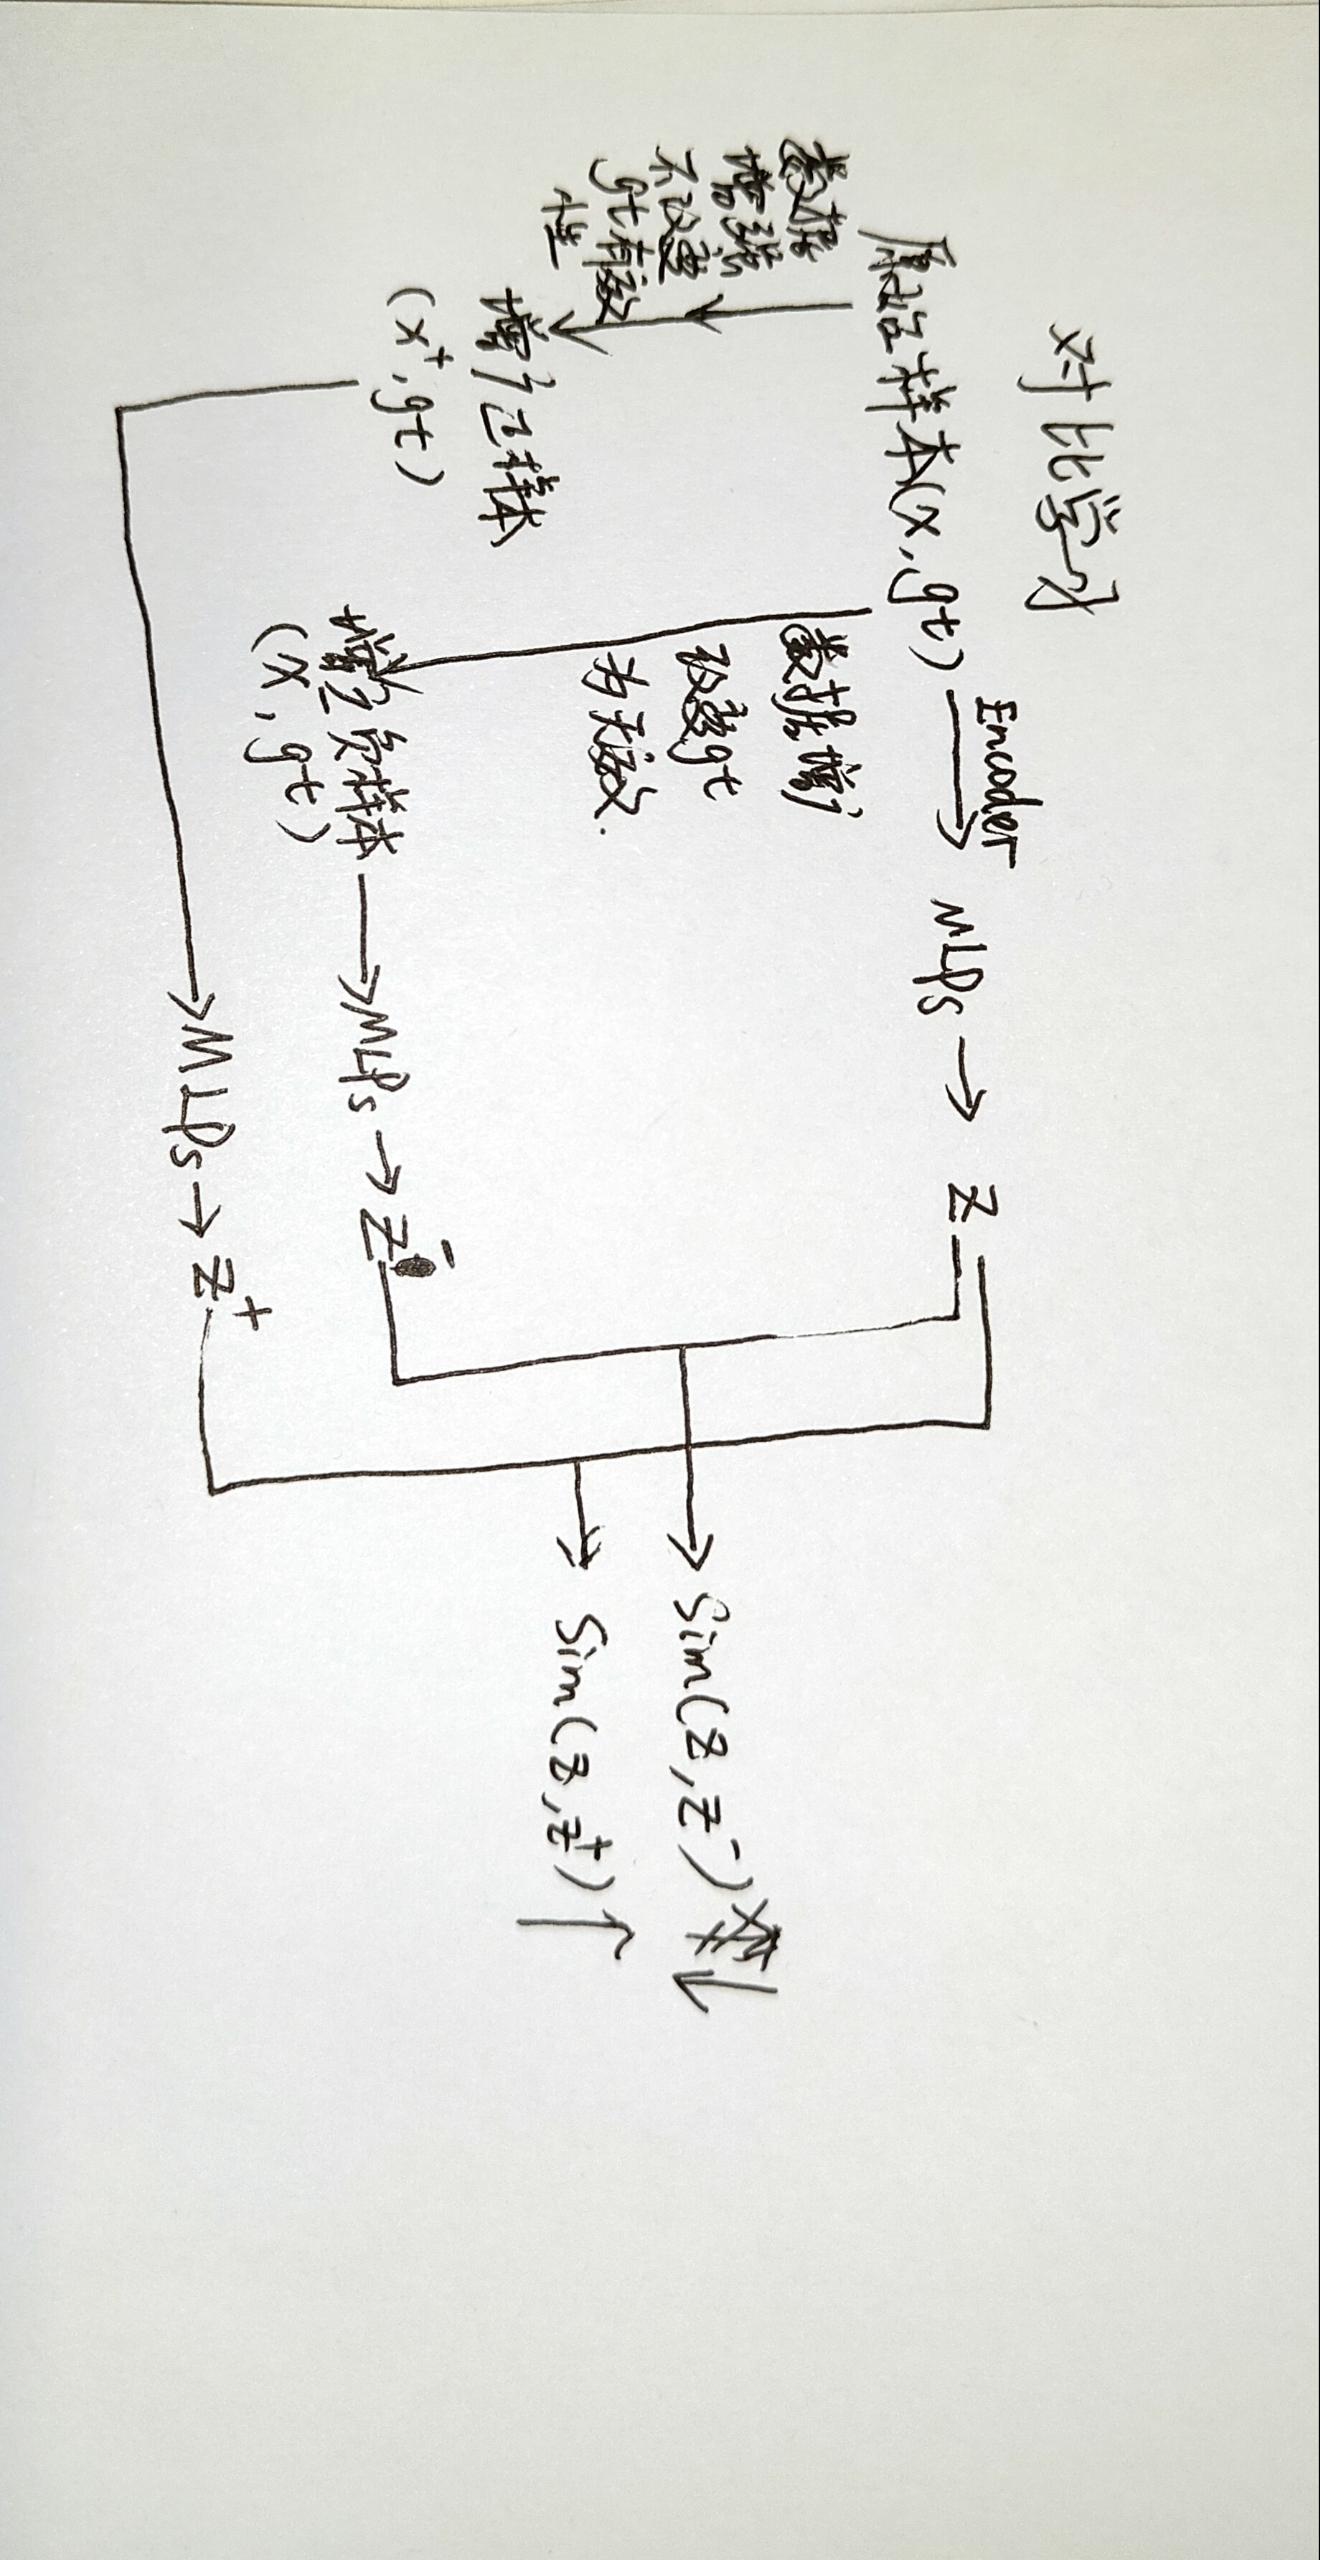 对比学习
原始样本(x, gt) Encoder MLPs z
数据
增强
不改变
gt有效
性
数据增广
改变gt
为无效.
Sim(z, z⁻) ↓
Sim(z, z⁺) ↑
增广正样本
(x⁺, gt)
负样本 MLPs z⁻
(x⁻, gt)
MLPs z⁺